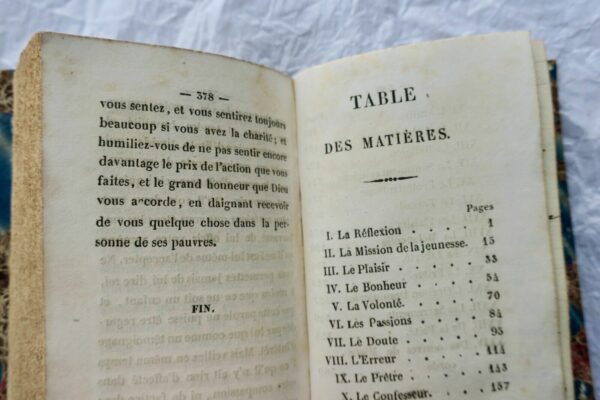 — 378 —
vous sentez, et vous sentirez toujours
beaucoup si vous avez la charité; et
humiliez-vous de ne pas sentir encore
davantage le prix de l'action que vous
faites, et le grand honneur que Dieu
vous accorde, en daignant recevoir
de vous quelque chose dans la per-
sonne de ses pauvres.
FIN.
TABLE
DES MATIÈRES.
Pages
I. La Réflexion . . . . 1
II. La Mission de la jeunesse. 15
III. Le Plaisir . . . . 33
IV. Le Bonheur . . . . 54
V. La Volonté. . . . . 70
VI. Les Passions . . . . 84
VII. Le Doute . . . . 95
VIII. L'Erreur . . . . 114
IX. Le Prêtre . . . . 143
X. Le Confesseur. . . . 157